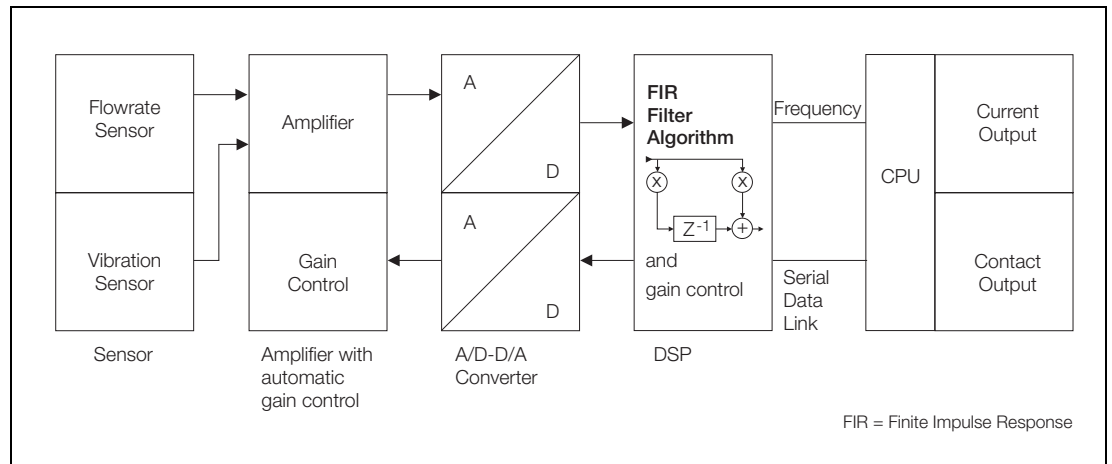 Flowrate
Sensor
Vibration
Sensor
Sensor
Amplifier
Gain
Control
Amplifier with
automatic
gain control
A
D
A
D
A/D-D/A
Converter
FIR
Filter
Algorithm
X
X
Z-1
+
and
gain control
DSP
Frequency
Serial
Data
Link
CPU
Current
Output
Contact
Output
FIR = Finite Impulse Response